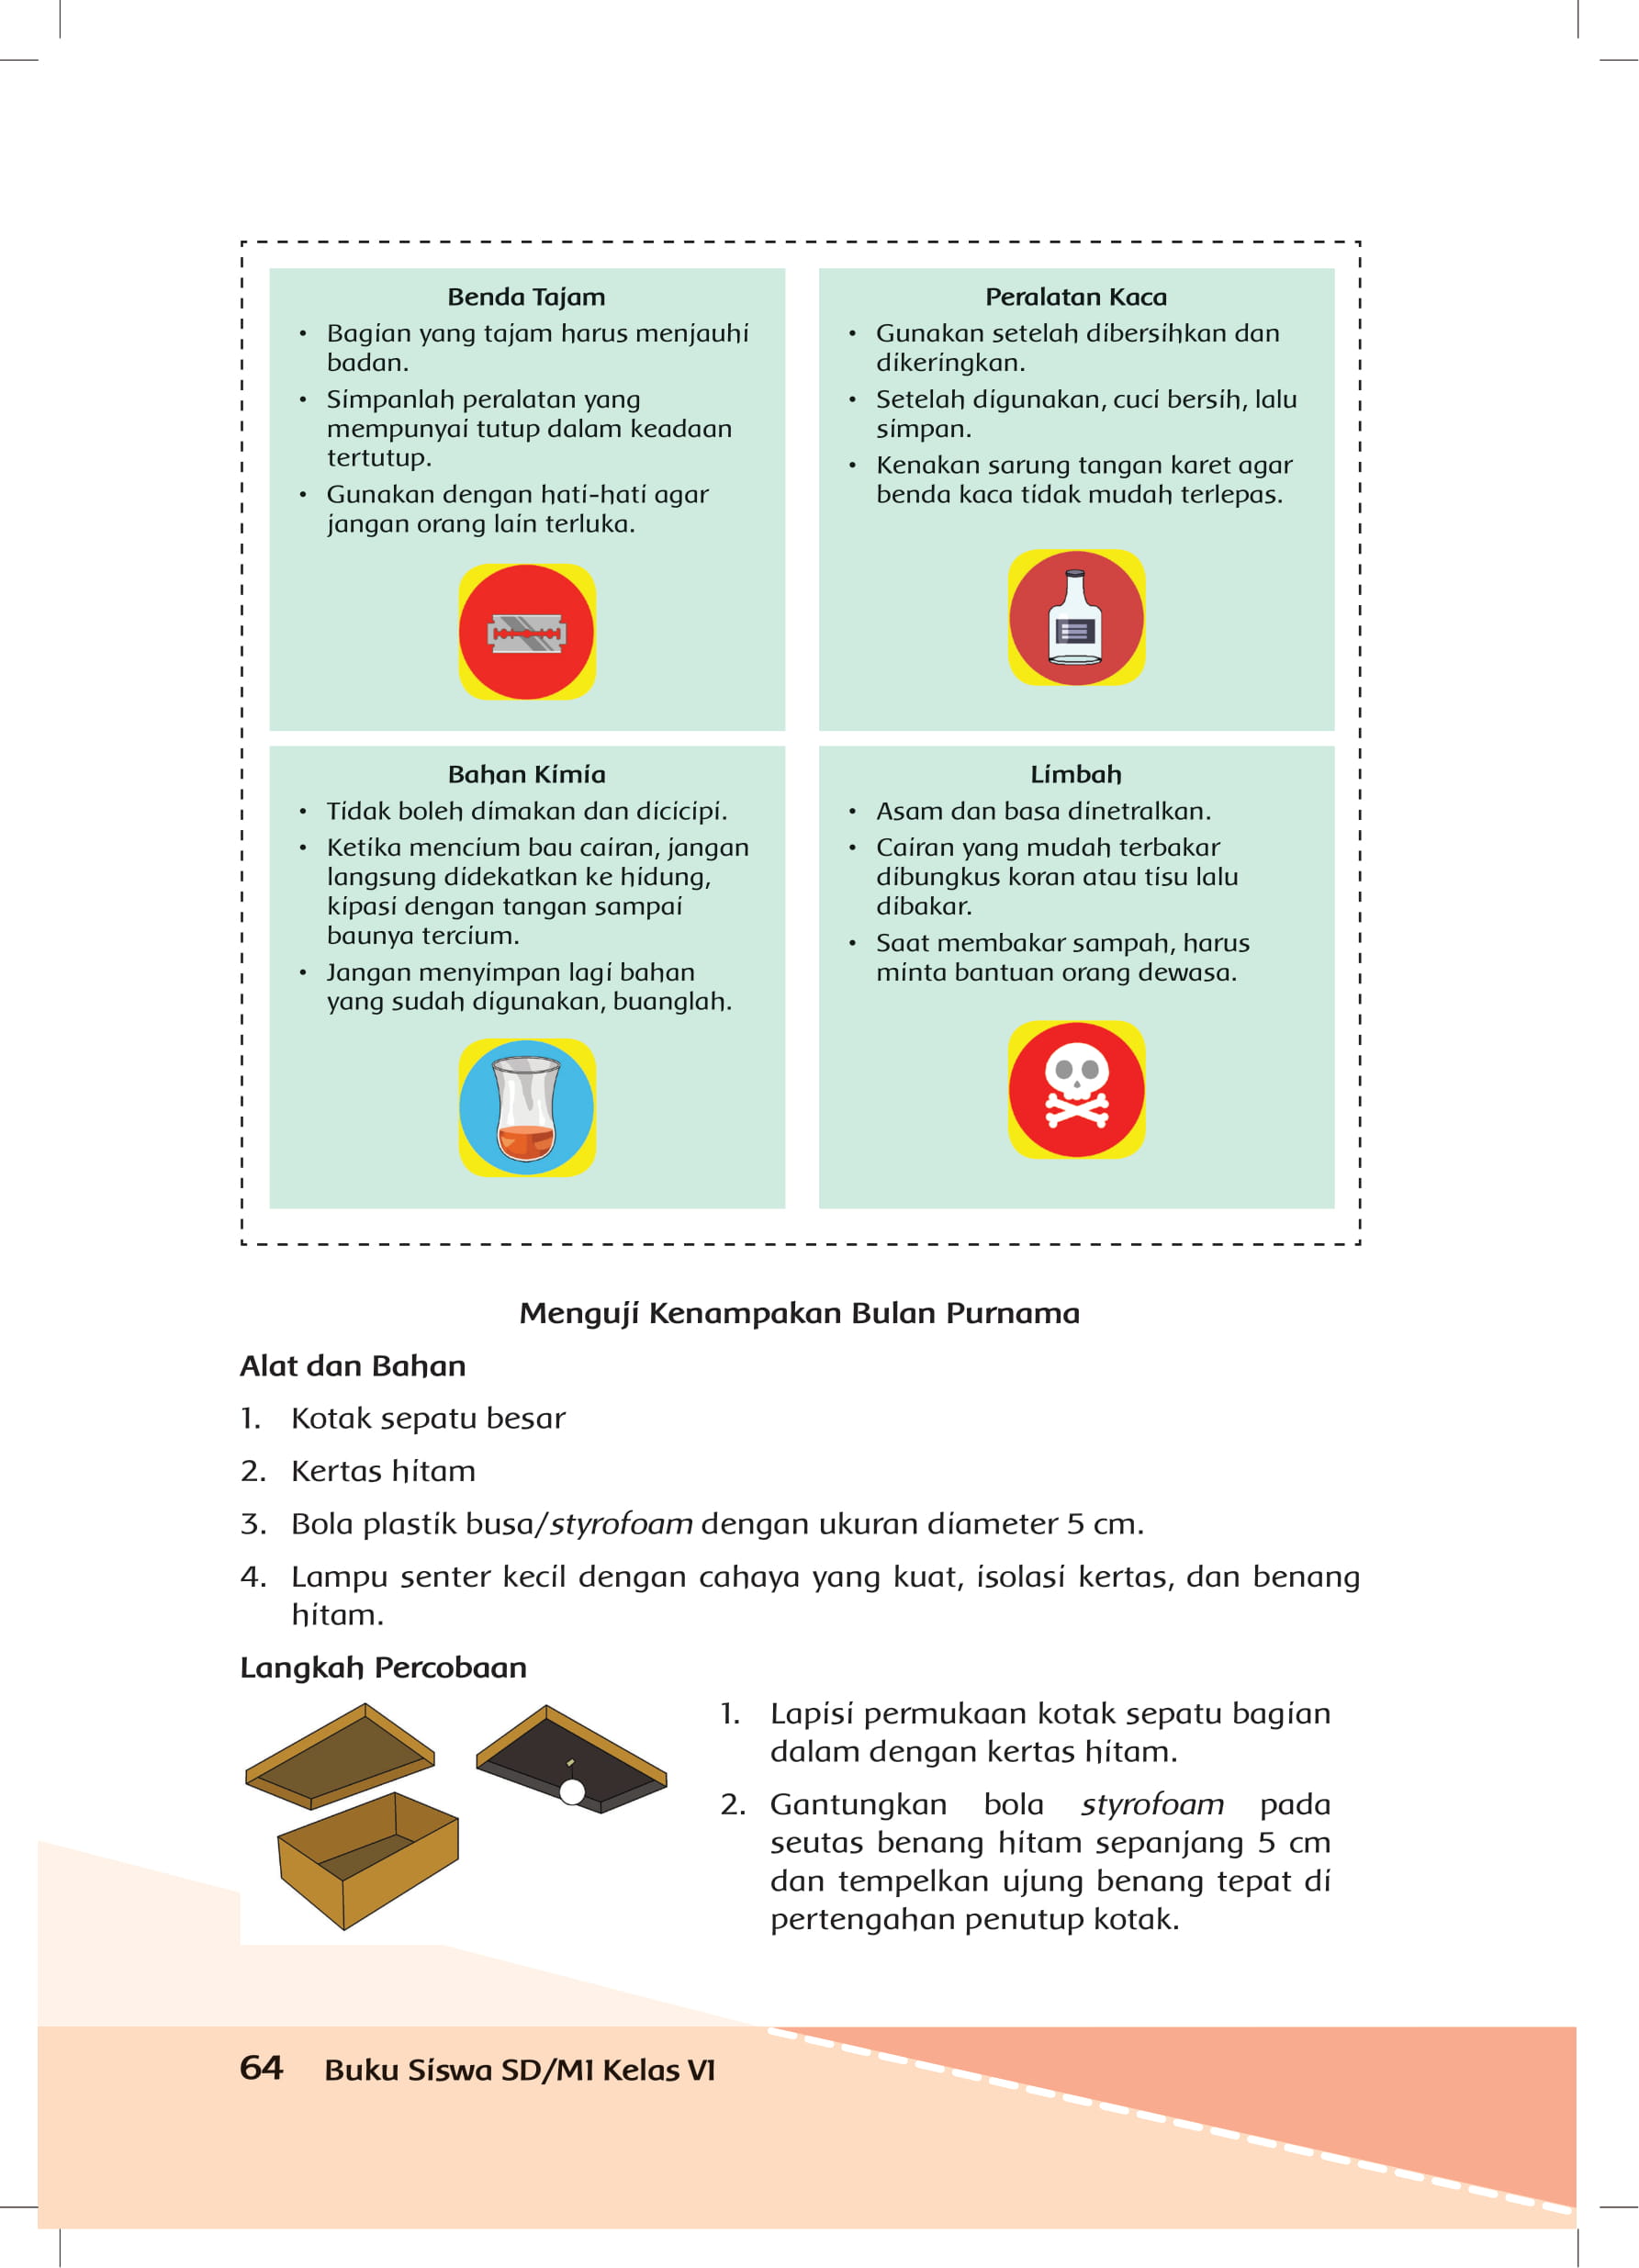 Benda Tajam
• Bagian yang tajam harus menjauhi
badan.
• Simpanlah peralatan yang
mempunyai tutup dalam keadaan
tertutup.
• Gunakan dengan hati-hati agar
jangan orang lain terluka.
Peralatan Kaca
• Gunakan setelah dibersihkan dan
dikeringkan.
• Setelah digunakan, cuci bersih, lalu
simpan.
• Kenakan sarung tangan karet agar
benda kaca tidak mudah terlepas.
Bahan Kimia
• Tidak boleh dimakan dan dicicipi.
• Ketika mencium bau cairan, jangan
langsung didekatkan ke hidung,
kipasi dengan tangan sampai
baunya tercium.
• Jangan menyimpan lagi bahan
yang sudah digunakan, buanglah.
Limbah
• Asam dan basa dinetralkan.
• Cairan yang mudah terbakar
dibungkus koran atau tisu lalu
dibakar.
• Saat membakar sampah, harus
minta bantuan orang dewasa.
Menguji Kenampakan Bulan Purnama
Alat dan Bahan
1. Kotak sepatu besar
2. Kertas hitam
3. Bola plastik busa/styrofoam dengan ukuran diameter 5 cm.
4. Lampu senter kecil dengan cahaya yang kuat, isolasi kertas, dan benang
hitam.
Langkah Percobaan
1. Lapisi permukaan kotak sepatu bagian
dalam dengan kertas hitam.
2. Gantungkan bola styrofoam pada
seutas benang hitam sepanjang 5 cm
dan tempelkan ujung benang tepat di
pertengahan penutup kotak.
64 Buku Siswa SD/MI Kelas VI